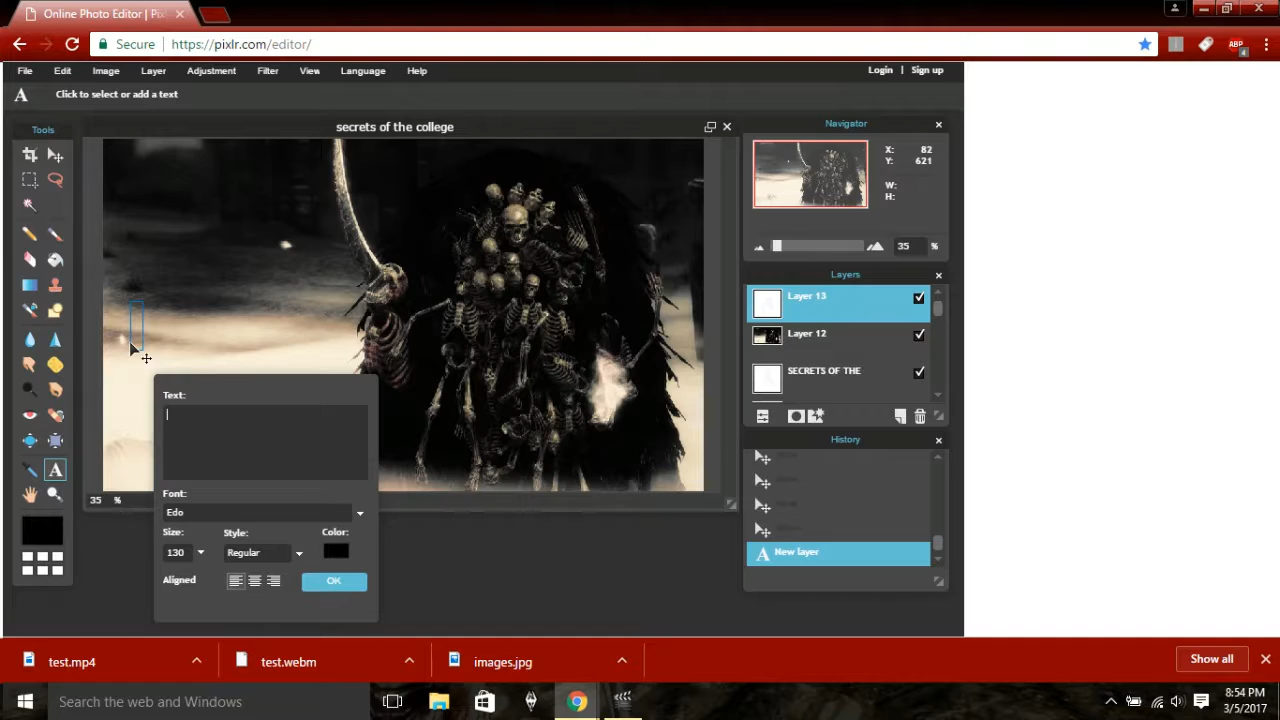 Online Photo Editor | Pi
Secure
https://pixlr.com/editor/
ABP
4
File Edit Image Layer Adjustment Filter View Language Help
Login | Sign up
A Click to select or add a text
Tools
secrets of the college
Navigator
X: 82
Y: 621
W:
H:
35 %
Layers
Layer 13
Layer 12
SECRETS OF THE
History
A New layer
A
35 %
Text:
Font:
Edo
Size: Style: Color:
130 Regular
Aligned OK
test.mp4 test.webm images.jpg Show all
Search the web and Windows
8:54 PM
3/5/2017